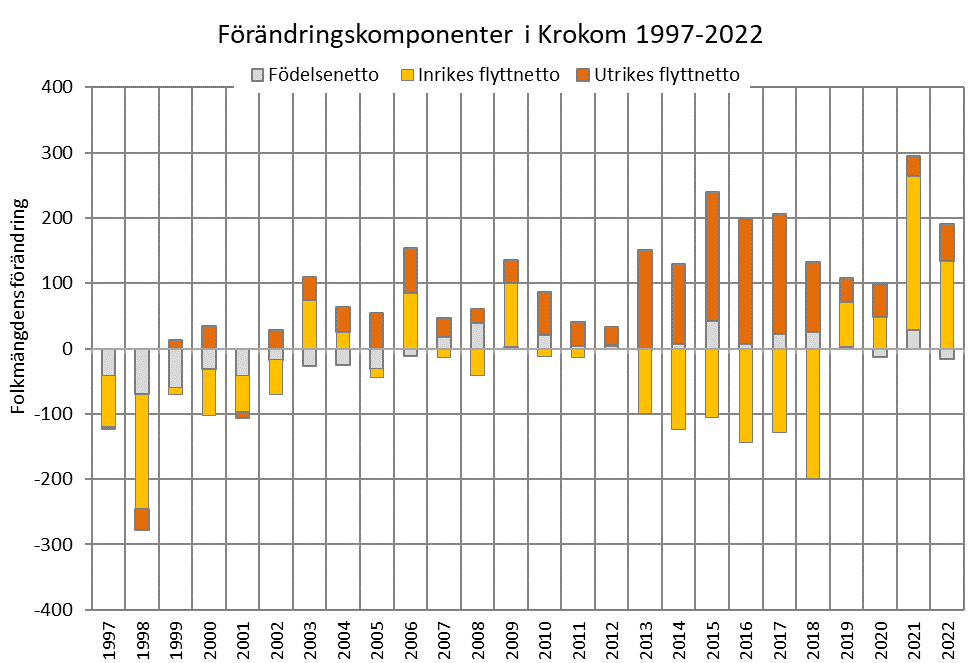 Förändringskomponenter i Krokom 1997-2022
Födelsenetto Inrikes flyttnetto Utrikes flyttnetto
Folkmängdensförändring
400
300
200
100
0
-100
-200
-300
-400
1997 1998 1999 2000 2001 2002 2003 2004 2005 2006 2007 2008 2009 2010 2011 2012 2013 2014 2015 2016 2017 2018 2019 2020 2021 2022